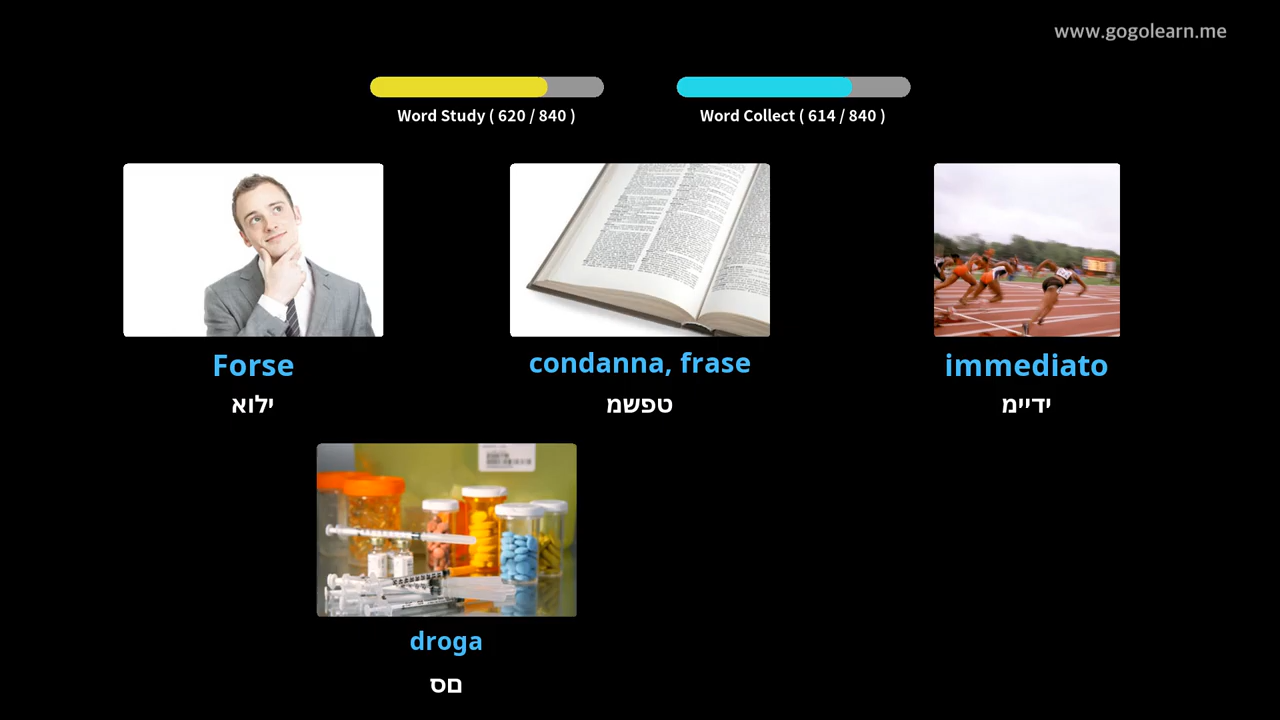 www.gogolearn.me
Word Study ( 620 / 840 )
Word Collect ( 614 / 840 )
Forse
condanna, frase
immediato
ילוא
טפשמ
ידיימ
droga
םס